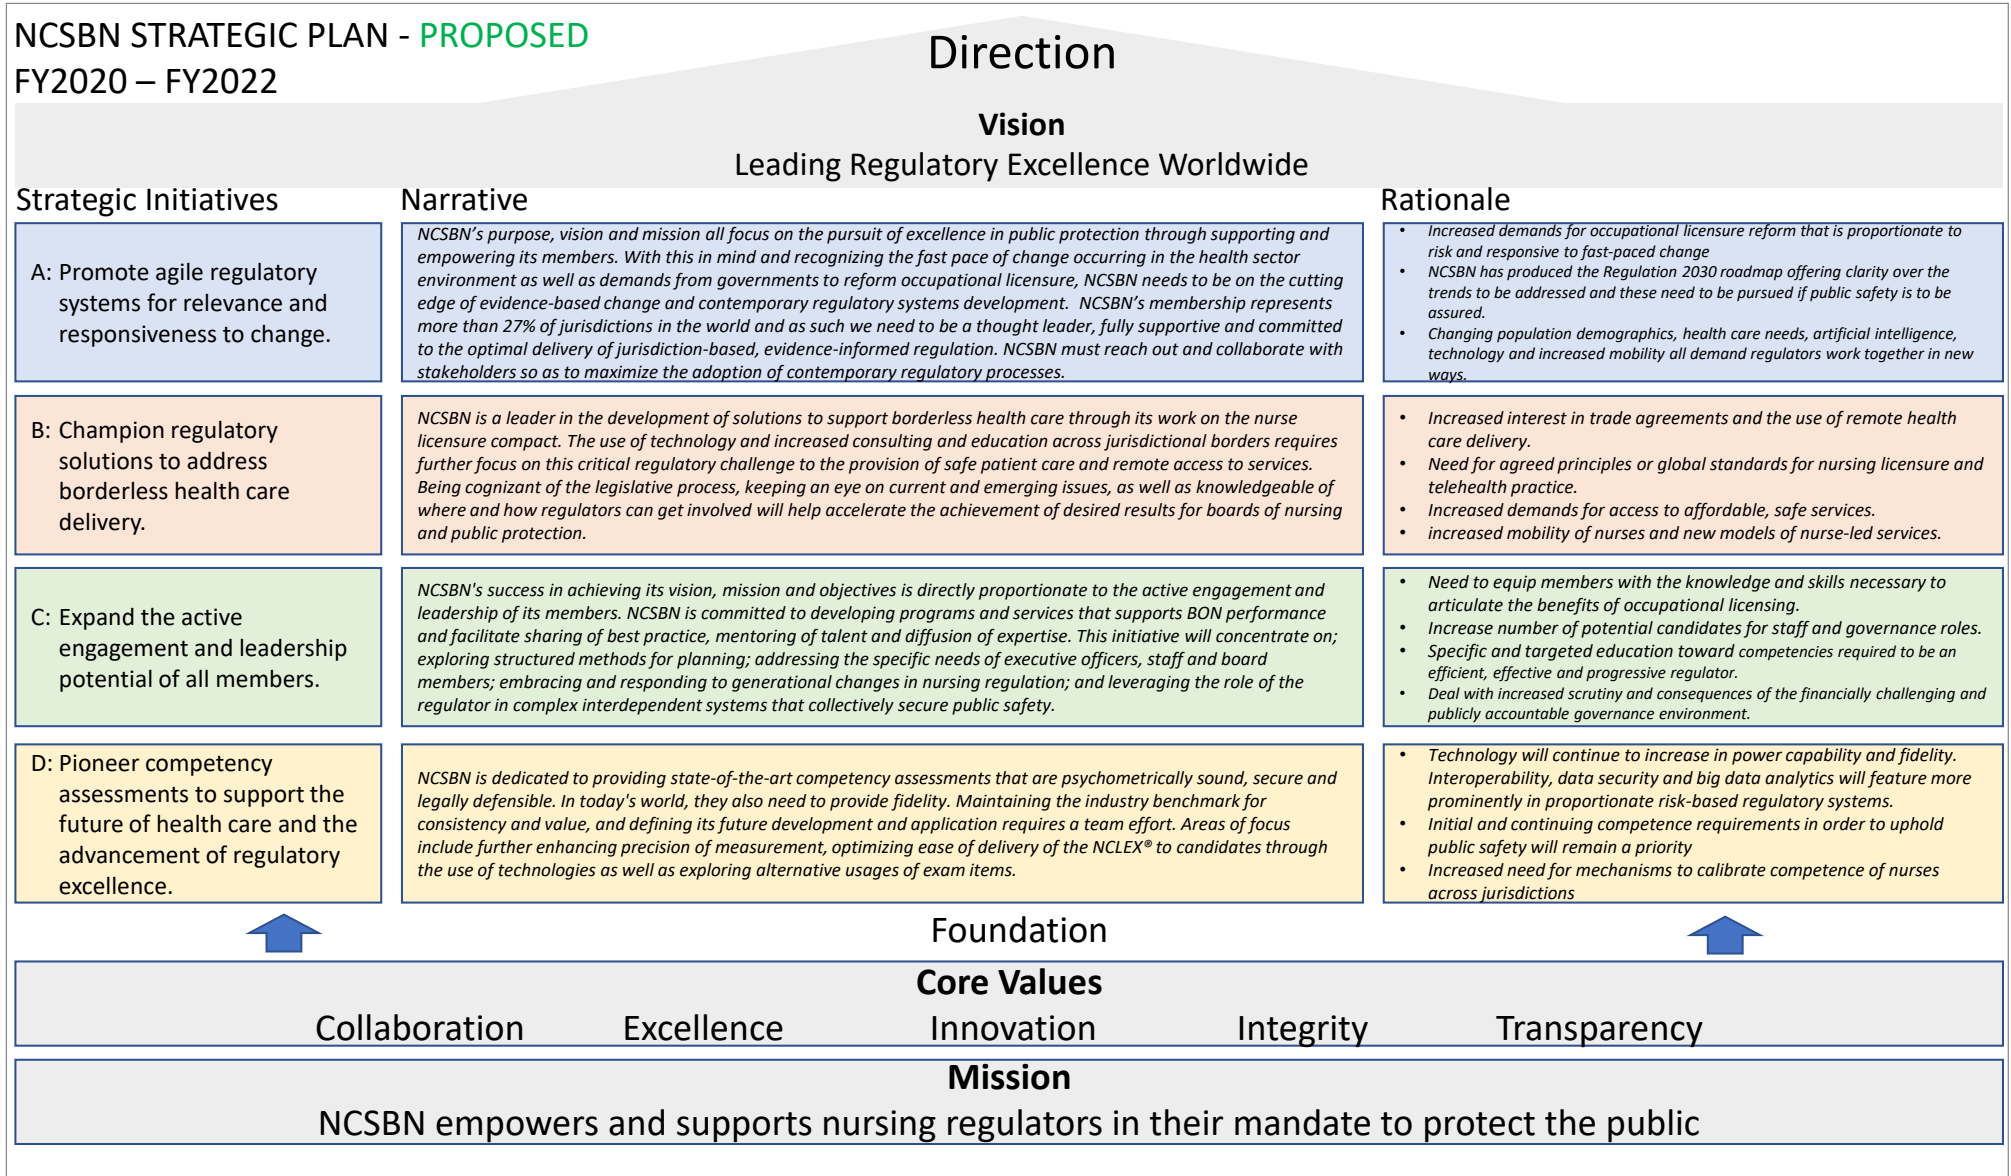 NCSBN STRATEGIC PLAN - PROPOSED
FY2020 – FY2022
Direction
Vision
Leading Regulatory Excellence Worldwide
Strategic Initiatives
Narrative
Rationale
A: Promote agile regulatory
systems for relevance and
responsiveness to change.
NCSBN’s purpose, vision and mission all focus on the pursuit of excellence in public protection through supporting and
empowering its members. With this in mind and recognizing the fast pace of change occurring in the health sector
environment as well as demands from governments to reform occupational licensure, NCSBN needs to be on the cutting
edge of evidence-based change and contemporary regulatory systems development. NCSBN’s membership represents
more than 27% of jurisdictions in the world and as such we need to be a thought leader, fully supportive and committed
to the optimal delivery of jurisdiction-based, evidence-informed regulation. NCSBN must reach out and collaborate with
stakeholders so as to maximize the adoption of contemporary regulatory processes.
• Increased demands for occupational licensure reform that is proportionate to
risk and responsive to fast-paced change
• NCSBN has produced the Regulation 2030 roadmap offering clarity over the
trends to be addressed and these need to be pursued if public safety is to be
assured.
• Changing population demographics, health care needs, artificial intelligence,
technology and increased mobility all demand regulators work together in new
ways.
B: Champion regulatory
solutions to address
borderless health care
delivery.
NCSBN is a leader in the development of solutions to support borderless health care through its work on the nurse
licensure compact. The use of technology and increased consulting and education across jurisdictional borders requires
further focus on this critical regulatory challenge to the provision of safe patient care and remote access to services.
Being cognizant of the legislative process, keeping an eye on current and emerging issues, as well as knowledgeable of
where and how regulators can get involved will help accelerate the achievement of desired results for boards of nursing
and public protection.
• Increased interest in trade agreements and the use of remote health
care delivery.
• Need for agreed principles or global standards for nursing licensure and
telehealth practice.
• Increased demands for access to affordable, safe services.
• increased mobility of nurses and new models of nurse-led services.
C: Expand the active
engagement and leadership
potential of all members.
NCSBN's success in achieving its vision, mission and objectives is directly proportionate to the active engagement and
leadership of its members. NCSBN is committed to developing programs and services that supports BON performance
and facilitate sharing of best practice, mentoring of talent and diffusion of expertise. This initiative will concentrate on;
exploring structured methods for planning; addressing the specific needs of executive officers, staff and board
members; embracing and responding to generational changes in nursing regulation; and leveraging the role of the
regulator in complex interdependent systems that collectively secure public safety.
• Need to equip members with the knowledge and skills necessary to
articulate the benefits of occupational licensing.
• Increase number of potential candidates for staff and governance roles.
• Specific and targeted education toward competencies required to be an
efficient, effective and progressive regulator.
• Deal with increased scrutiny and consequences of the financially challenging and
publicly accountable governance environment.
D: Pioneer competency
assessments to support the
future of health care and the
advancement of regulatory
excellence.
NCSBN is dedicated to providing state-of-the-art competency assessments that are psychometrically sound, secure and
legally defensible. In today's world, they also need to provide fidelity. Maintaining the industry benchmark for
consistency and value, and defining its future development and application requires a team effort. Areas of focus
include further enhancing precision of measurement, optimizing ease of delivery of the NCLEX® to candidates through
the use of technologies as well as exploring alternative usages of exam items.
• Technology will continue to increase in power capability and fidelity.
Interoperability, data security and big data analytics will feature more
prominently in proportionate risk-based regulatory systems.
• Initial and continuing competence requirements in order to uphold
public safety will remain a priority
• Increased need for mechanisms to calibrate competence of nurses
across jurisdictions
Foundation
Core Values
Collaboration Excellence Innovation Integrity Transparency
Mission
NCSBN empowers and supports nursing regulators in their mandate to protect the public